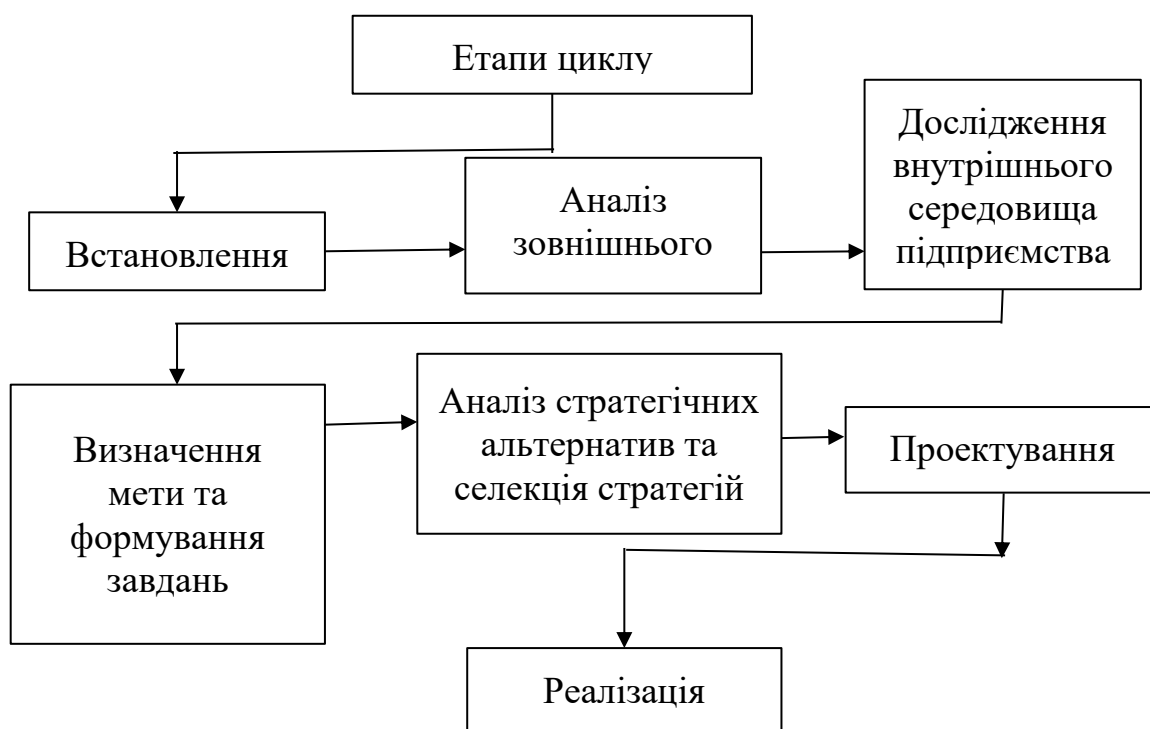 Етапи циклу
Встановлення
Аналіз
зовнішнього
Дослідження
внутрішнього
середовища
підприємства
Визначення
мети та
формування
завдань
Аналіз стратегічних
альтернатив та
селекція стратегій
Проектування
Реалізація